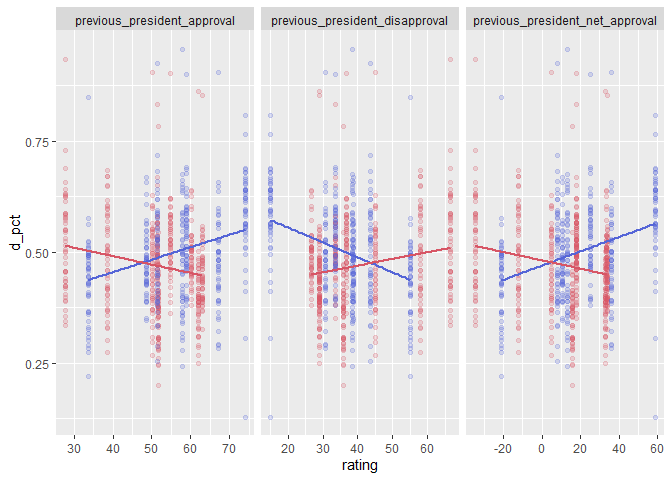 previous_president_approval previous_president_disapproval previous_president_net_approval
d_pct
0.75
0.50
0.25
30 40 50 60 70 20 30 40 50 60 -20 0 20 40 60
rating